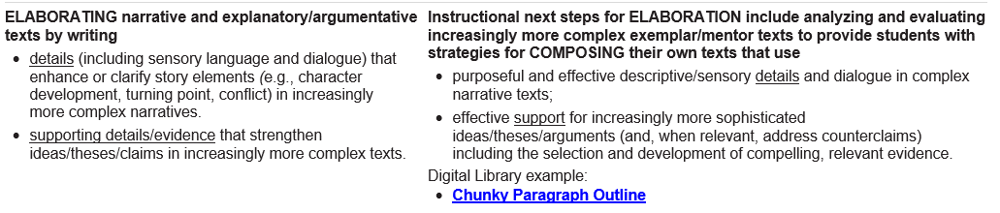 ELABORATING narrative and explanatory/argumentative
texts by writing
• details (including sensory language and dialogue) that
enhance or clarify story elements (e.g., character
development, turning point, conflict) in increasingly
more complex narratives.
• supporting details/evidence that strengthen
ideas/theses/claims in increasingly more complex texts.
Instructional next steps for ELABORATION include analyzing and evaluating
increasingly more complex exemplar/mentor texts to provide students with
strategies for COMPOSING their own texts that use
• purposeful and effective descriptive/sensory details and dialogue in complex
narrative texts;
• effective support for increasingly more sophisticated
ideas/theses/arguments (and, when relevant, address counterclaims)
including the selection and development of compelling, relevant evidence.
Digital Library example:
• Chunky Paragraph Outline